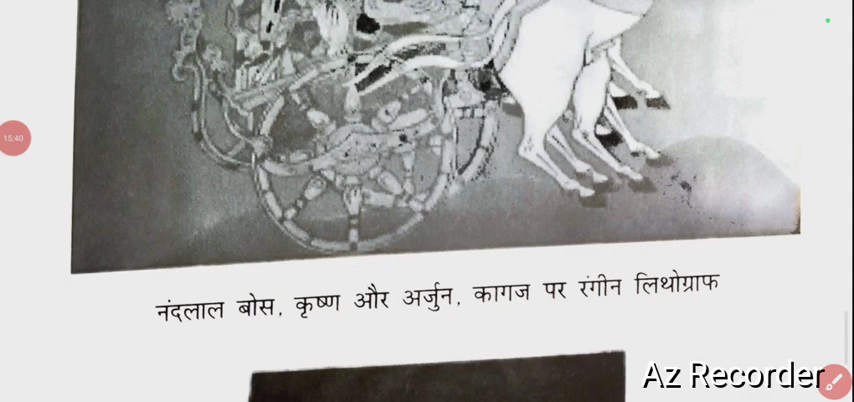 15:40
नंदलाल बोस, कृष्ण और अर्जुन, कागज पर रंगीन लिथोग्राफ
Az Recorder